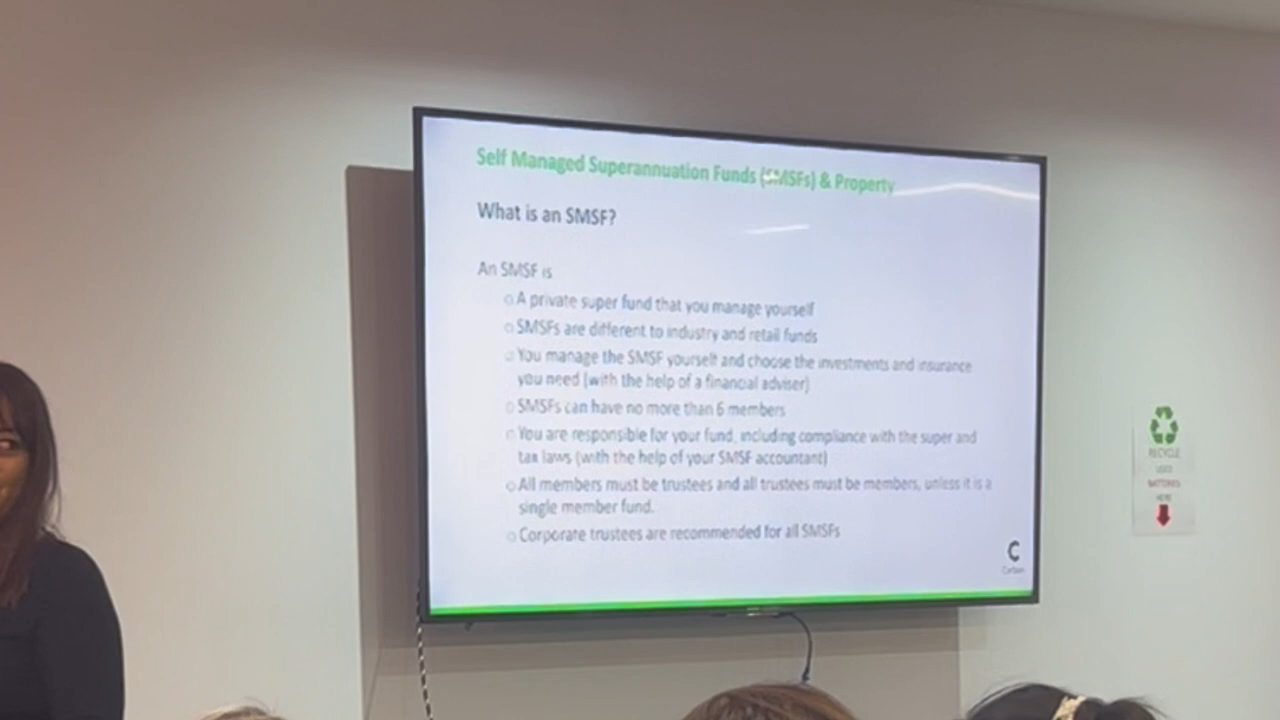 Self Managed Superannuation Funds (SMSFs) & Property
What is an SMSF?
An SMSF is
o A private super fund that you manage yourself
o SMSFs are different to industry and retail funds
o You manage the SMSF yourself and choose the investments and insurance
you need (with the help of a financial adviser)
o SMSFs can have no more than 6 members
o You are responsible for your fund, including compliance with the super and
tax laws (with the help of your SMSF accountant)
o All members must be trustees and all trustees must be members, unless it is a
single member fund.
o Corporate trustees are recommended for all SMSFs
C
Carbon
RECYCLE
USED
BATTERIES
HERE